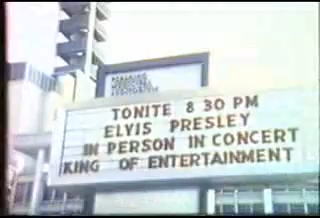 TONITE 8 30 PM
ELVIS PRESLEY
IN PERSON IN CONCERT
KING OF ENTERTAINMENT